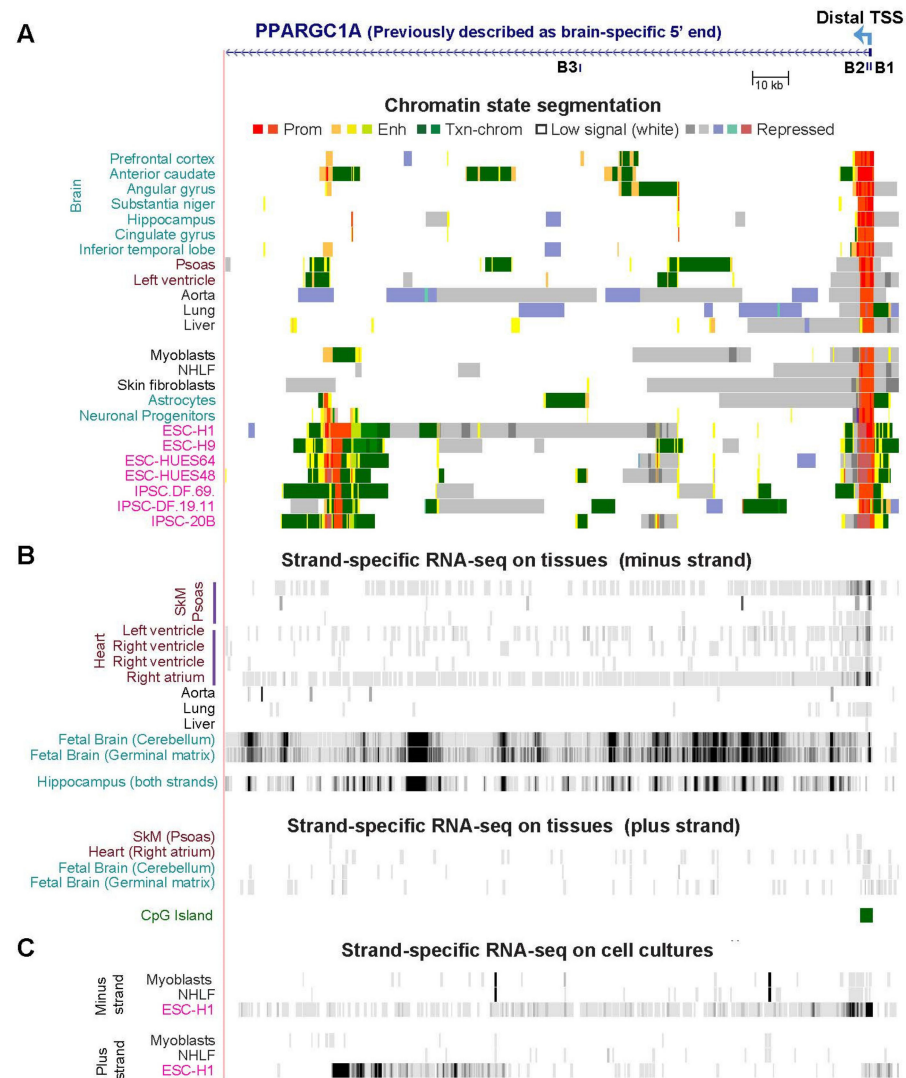 A
Distal TSS
PPARGC1A (Previously described as brain-specific 5' end)
B3
B2
B1
10 kb
Chromatin state segmentation
Prom
Enh
Txn-chrom
Low signal (white)
Repressed
Brain
Prefrontal cortex
Anterior caudate
Angular gyrus
Substantia niger
Hippocampus
Cingulate gyrus
Inferior temporal lobe
Psoas
Left ventricle
Aorta
Lung
Liver
Myoblasts
NHLF
Skin fibroblasts
Astrocytes
Neuronal Progenitors
ESC-H1
ESC-H9
ESC-HUES64
ESC-HUES48
IPSC.DF.69.
IPSC-DF.19.11
IPSC-20B
B
Strand-specific RNA-seq on tissues (minus strand)
SkM
Psoas
Heart
Left ventricle
Right ventricle
Right ventricle
Right atrium
Aorta
Lung
Liver
Fetal Brain (Cerebellum)
Fetal Brain (Germinal matrix)
Hippocampus (both strands)
Strand-specific RNA-seq on tissues (plus strand)
SkM (Psoas)
Heart (Right atrium)
Fetal Brain (Cerebellum)
Fetal Brain (Germinal matrix)
CpG Island
C
Strand-specific RNA-seq on cell cultures
Minus
strand
Myoblasts
NHLF
ESC-H1
Plus
strand
Myoblasts
NHLF
ESC-H1